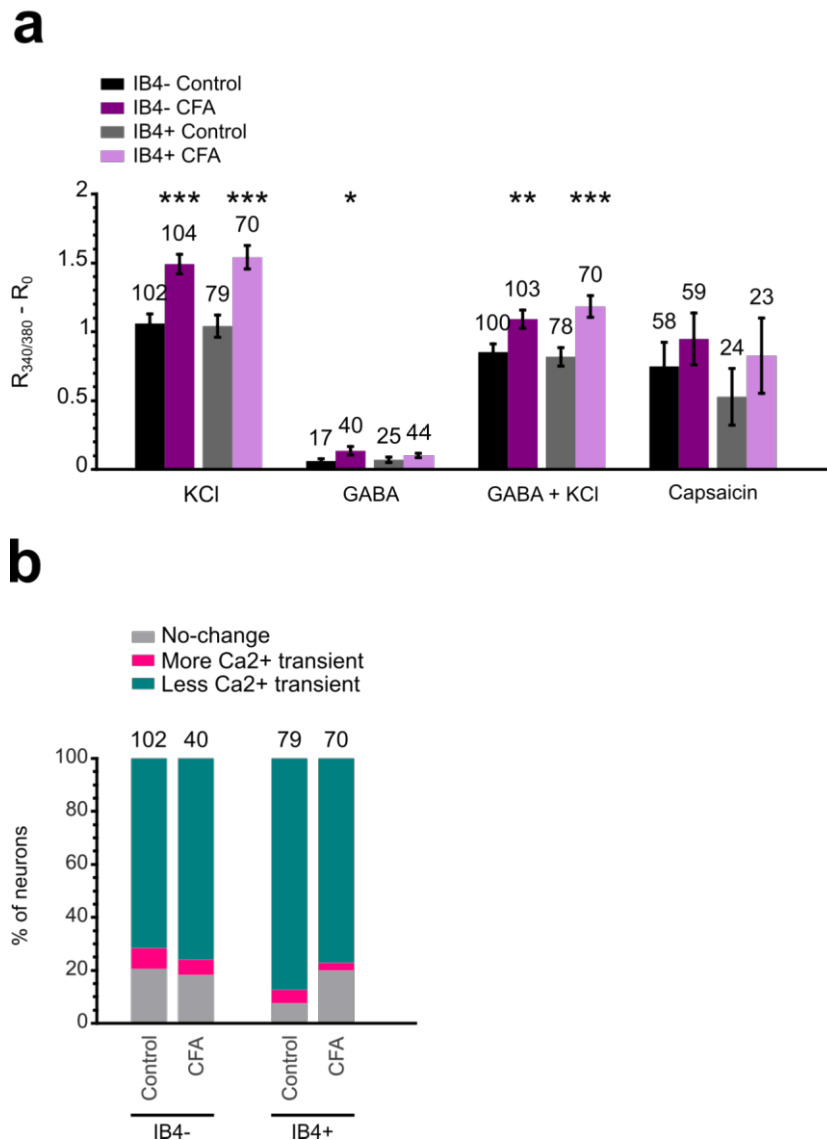 a
IB4- Control
IB4- CFA
IB4+ Control
IB4+ CFA
2
1.5
1
0.5
0
R340/380 - R0
*** *** * ** ***
102 104 79 70
17 40 25 44
100 103 78 70
58 59 24 23
KCl GABA GABA + KCl Capsaicin
b
No-change
More Ca2+ transient
Less Ca2+ transient
102 40 79 70
100
80
60
40
20
0
% of neurons
Control CFA Control CFA
IB4- IB4+